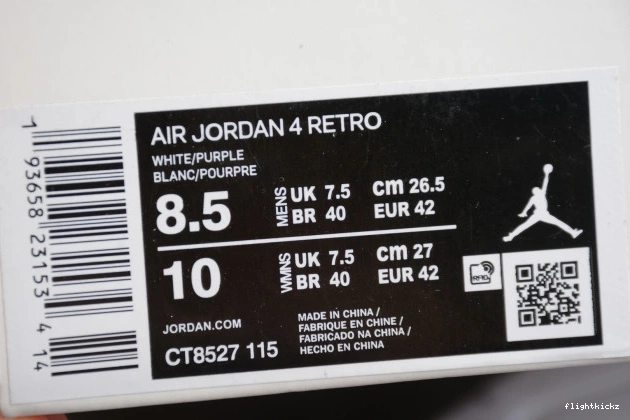 AIR JORDAN 4 RETRO
WHITE/PURPLE
BLANC/POURPRE
8.5 MENS UK 7.5 cm 26.5
BR 40 EUR 42
10 WMNS UK 7.5 cm 27
BR 40 EUR 42
JORDAN.COM
CT8527 115
MADE IN CHINA /
FABRIQUE EN CHINE /
FABRICADO NA CHINA /
HECHO EN CHINA
1 93658 23153 4 14
flightkickz